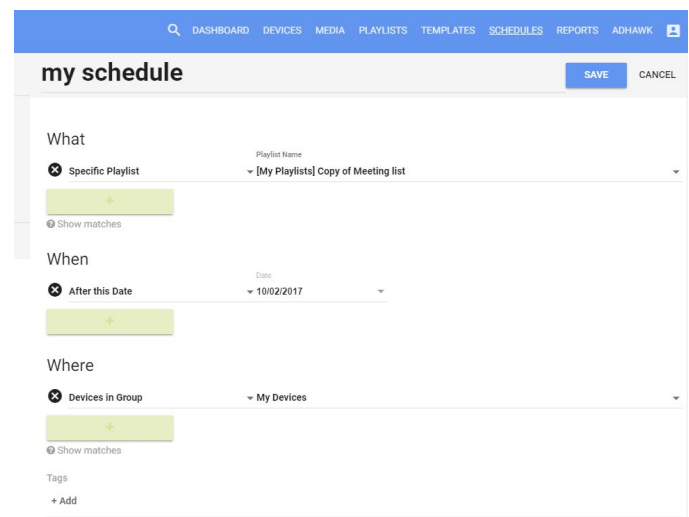 DASHBOARD DEVICES MEDIA PLAYLISTS TEMPLATES SCHEDULES REPORTS ADHAWK
my schedule SAVE CANCEL
What
Playlist Name
Specific Playlist [My Playlists] Copy of Meeting list
+
Show matches
When
Date
After this Date 10/02/2017
+
Where
Devices in Group My Devices
+
Show matches
Tags
+ Add